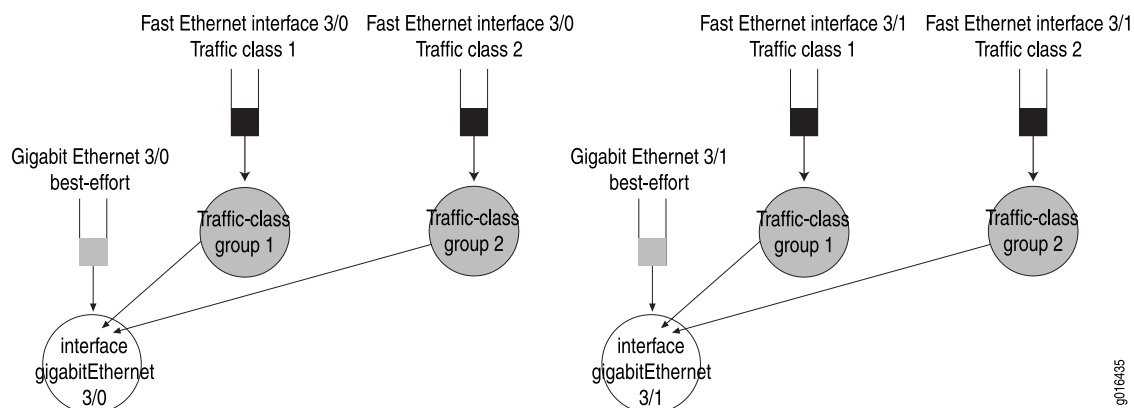 Fast Ethernet interface 3/0
Traffic class 1
Fast Ethernet interface 3/0
Traffic class 2
Gigabit Ethernet 3/0
best-effort
Traffic-class
group 1
Traffic-class
group 2
interface
gigabitEthernet
3/0
Fast Ethernet interface 3/1
Traffic class 1
Fast Ethernet interface 3/1
Traffic class 2
Gigabit Ethernet 3/1
best-effort
Traffic-class
group 1
Traffic-class
group 2
interface
gigabitEthernet
3/1
g016435